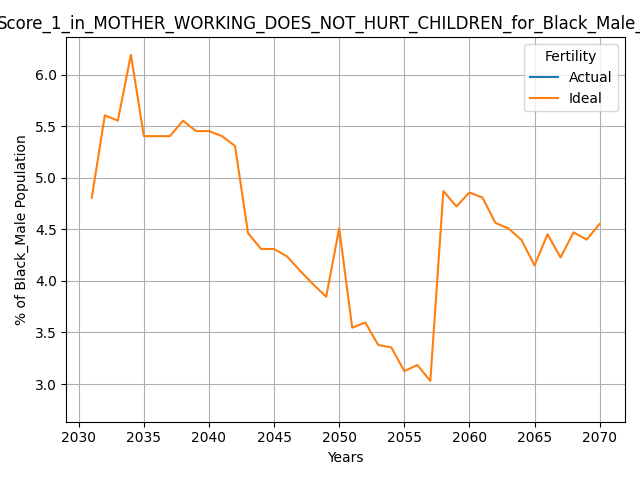 Score_1_in_MOTHER_WORKING_DOES_NOT_HURT_CHILDREN_for_Black_Male_
Fertility
Actual
Ideal
% of Black_Male Population
6.0
5.5
5.0
4.5
4.0
3.5
3.0
2030 2035 2040 2045 2050 2055 2060 2065 2070
Years